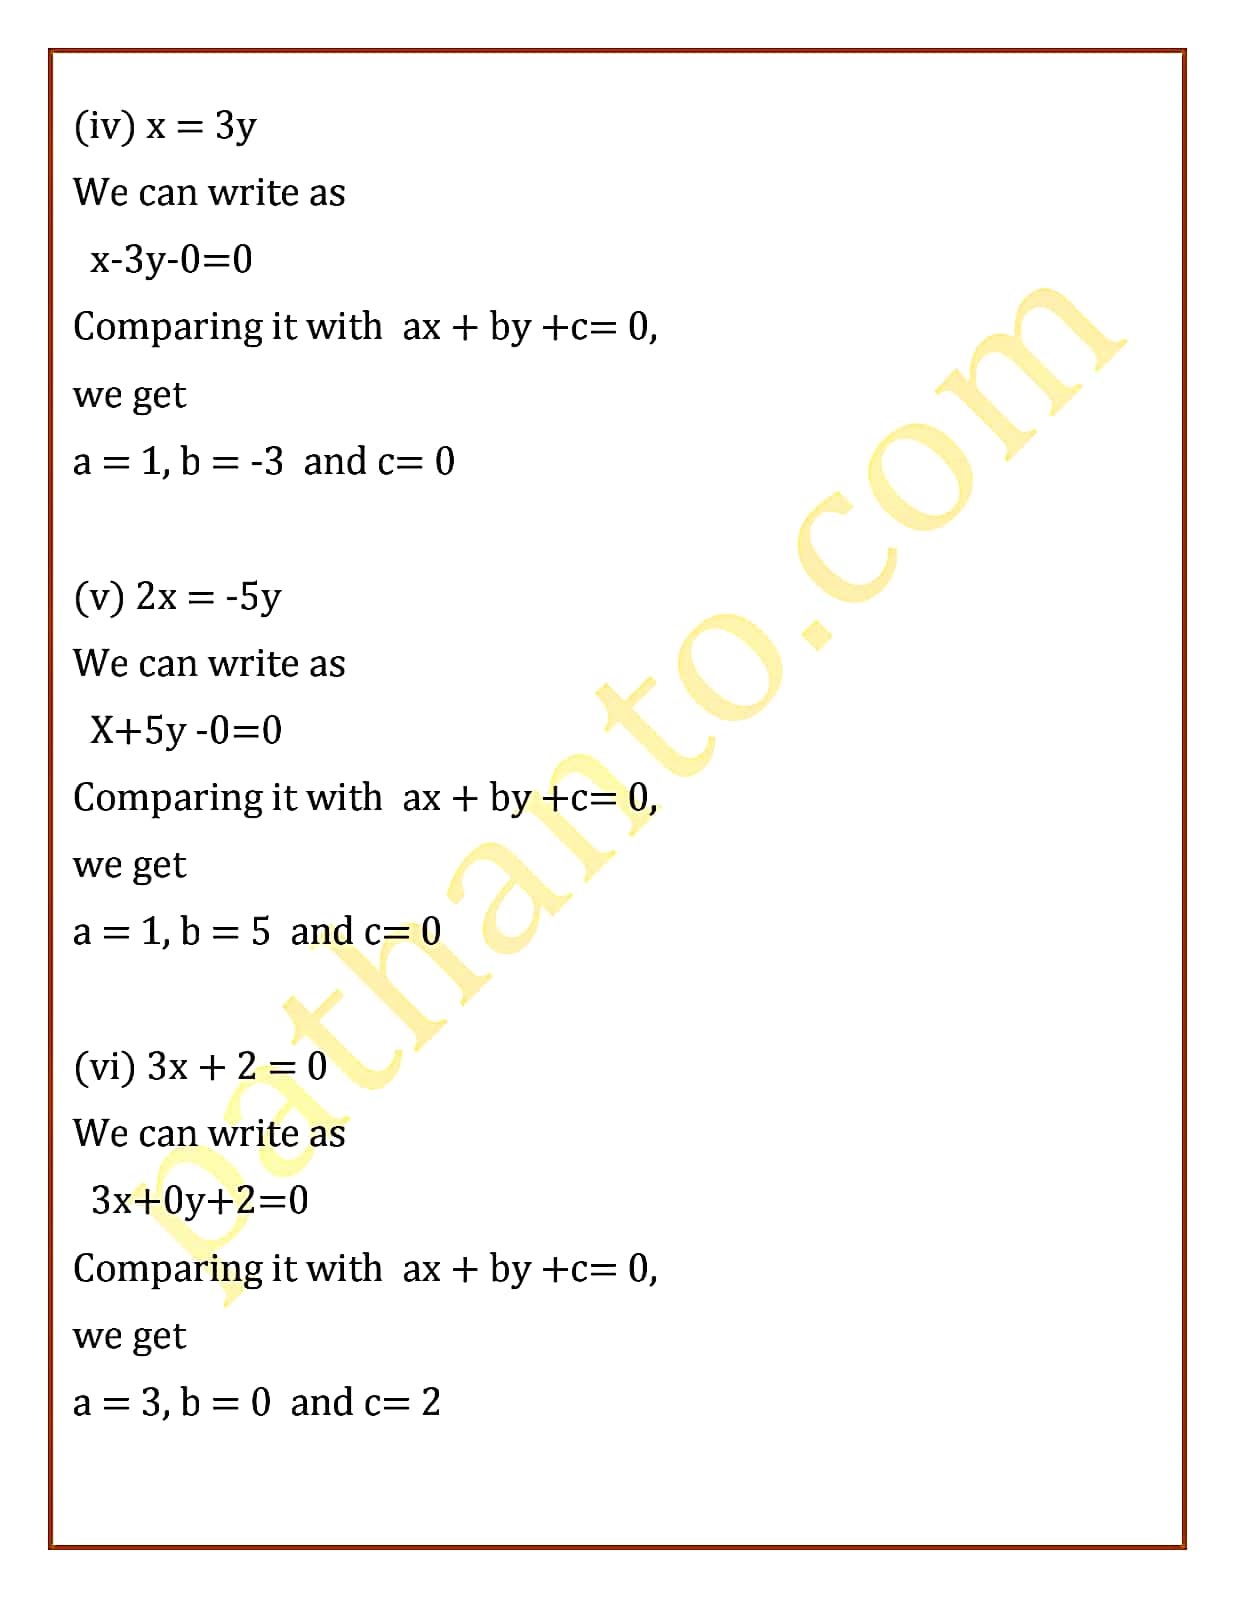 (iv) x = 3y
We can write as
x-3y-0=0
Comparing it with ax + by +c= 0,
we get
a = 1, b = -3 and c= 0
(v) 2x = -5y
We can write as
X+5y -0=0
Comparing it with ax + by +c= 0,
we get
a = 1, b = 5 and c= 0
(vi) 3x + 2 = 0
We can write as
3x+0y+2=0
Comparing it with ax + by +c= 0,
we get
a = 3, b = 0 and c= 2
pathanto.com